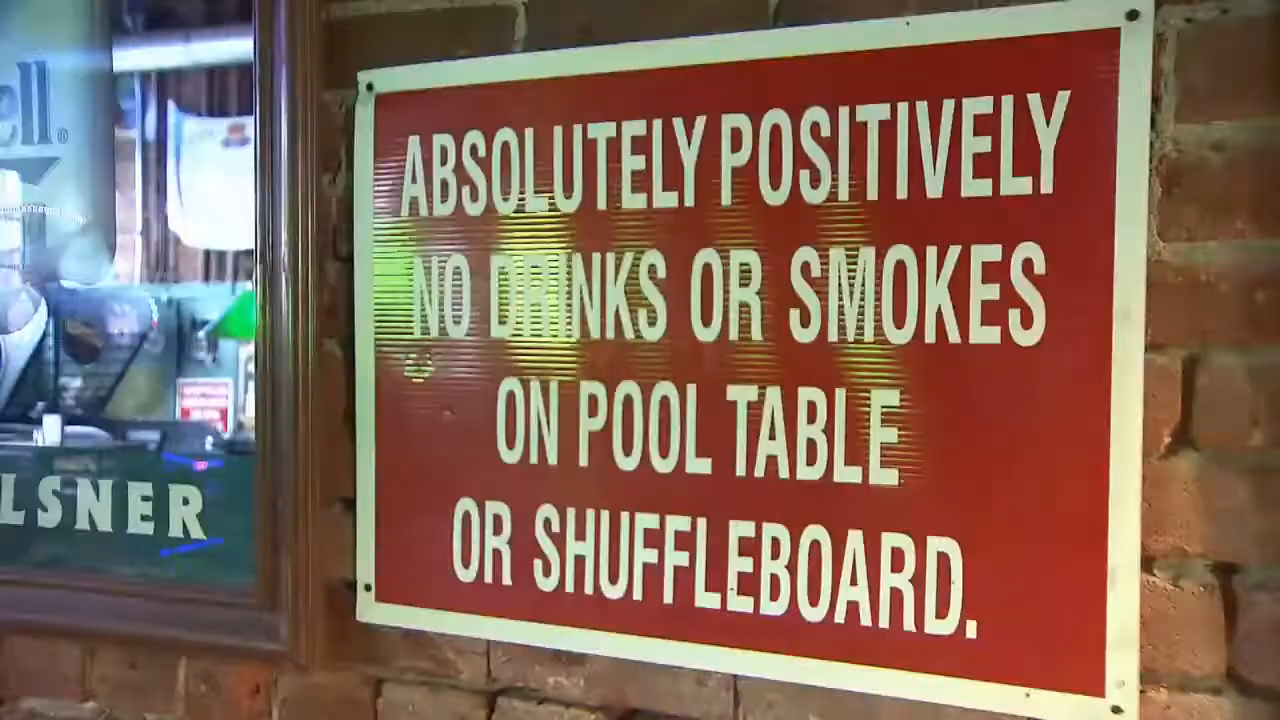 ell®
LSNER
ABSOLUTELY POSITIVELY
NO DRINKS OR SMOKES
ON POOL TABLE
OR SHUFFLEBOARD.